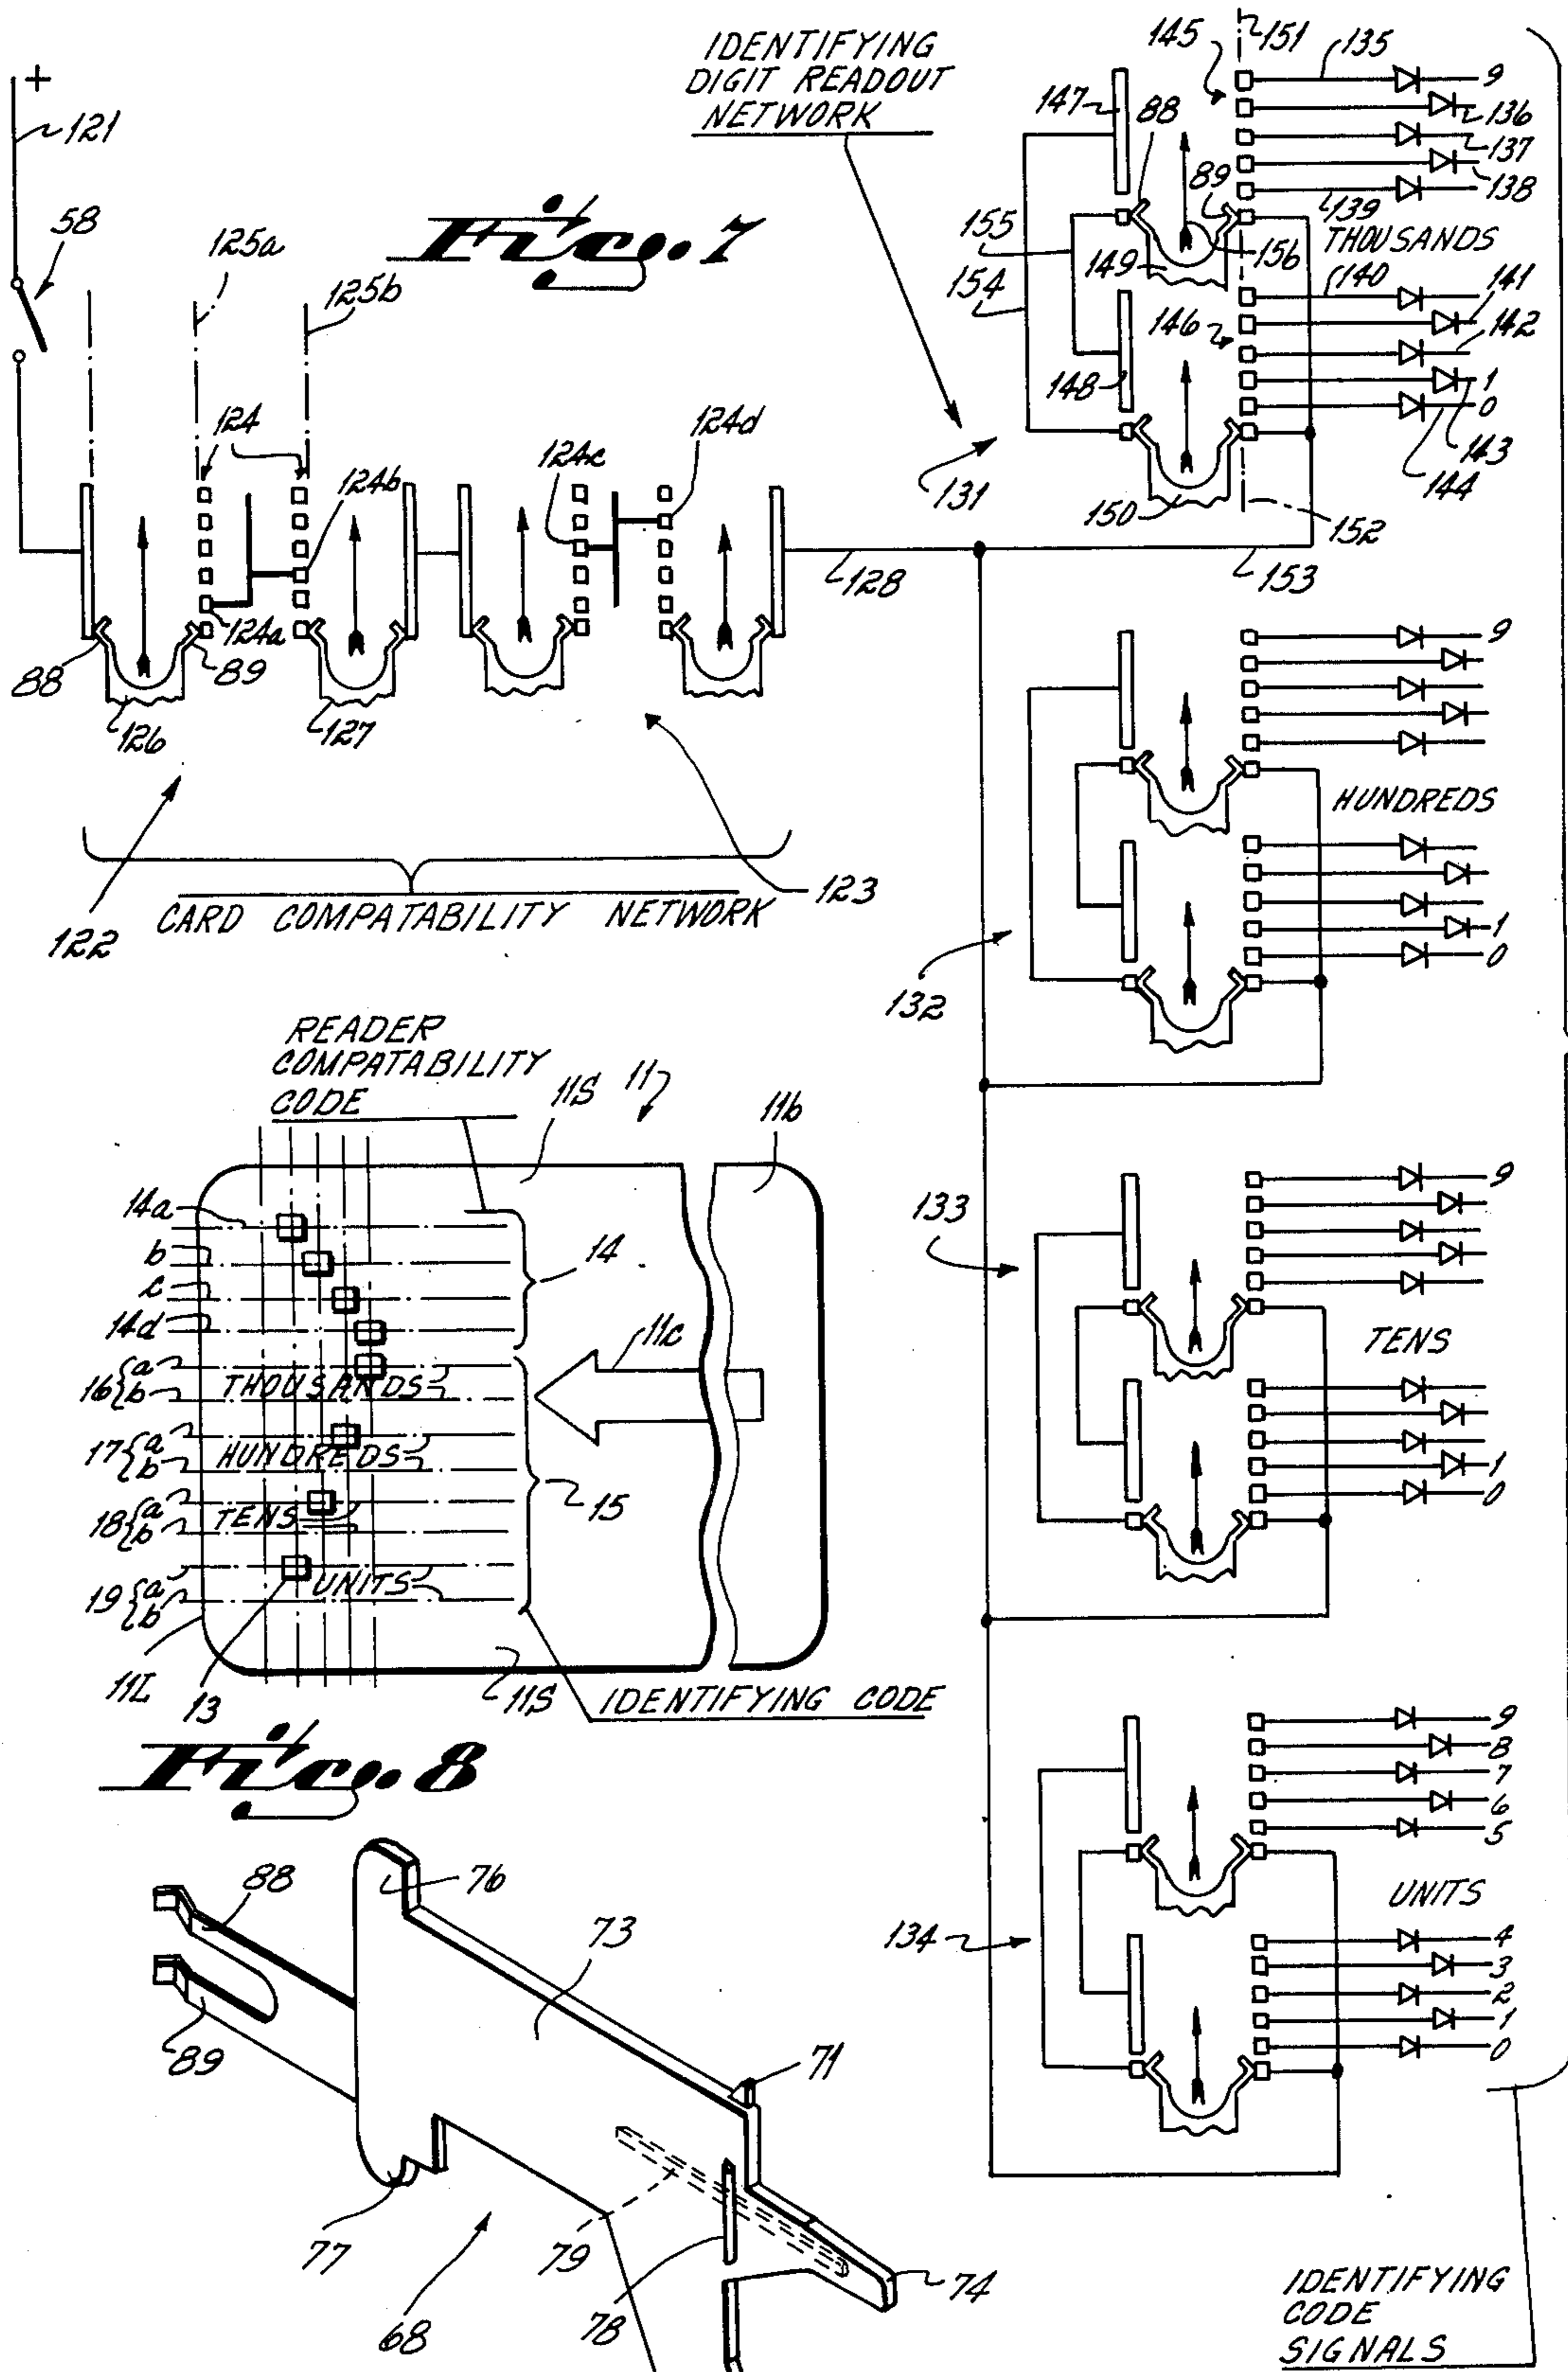 +
121
58
125a
125b
Fig. 7
124
124b
124c
124d
124a
88
89
126
127
128
122
123
CARD COMPATABILITY NETWORK
IDENTIFYING
DIGIT READOUT
NETWORK
145
151
135
9
136
137
138
139
147
88
89
THOUSANDS
155
154
149
156
140
141
142
146
148
1
0
143
144
131
150
152
153
9
HUNDREDS
1
0
132
9
133
TENS
1
0
9
8
7
6
5
UNITS
134
4
3
2
1
0
IDENTIFYING
CODE
SIGNALS
READER
COMPATABILITY
CODE
11S
11
11b
14a
b
c
14d
14
11c
16 { a
b
THOUSANDS
17 { a
b
HUNDREDS
18 { a
b
TENS
15
19 { a
b
UNITS
11L
13
11S
IDENTIFYING CODE
Fig. 8
88
76
73
89
71
77
79
78
74
68